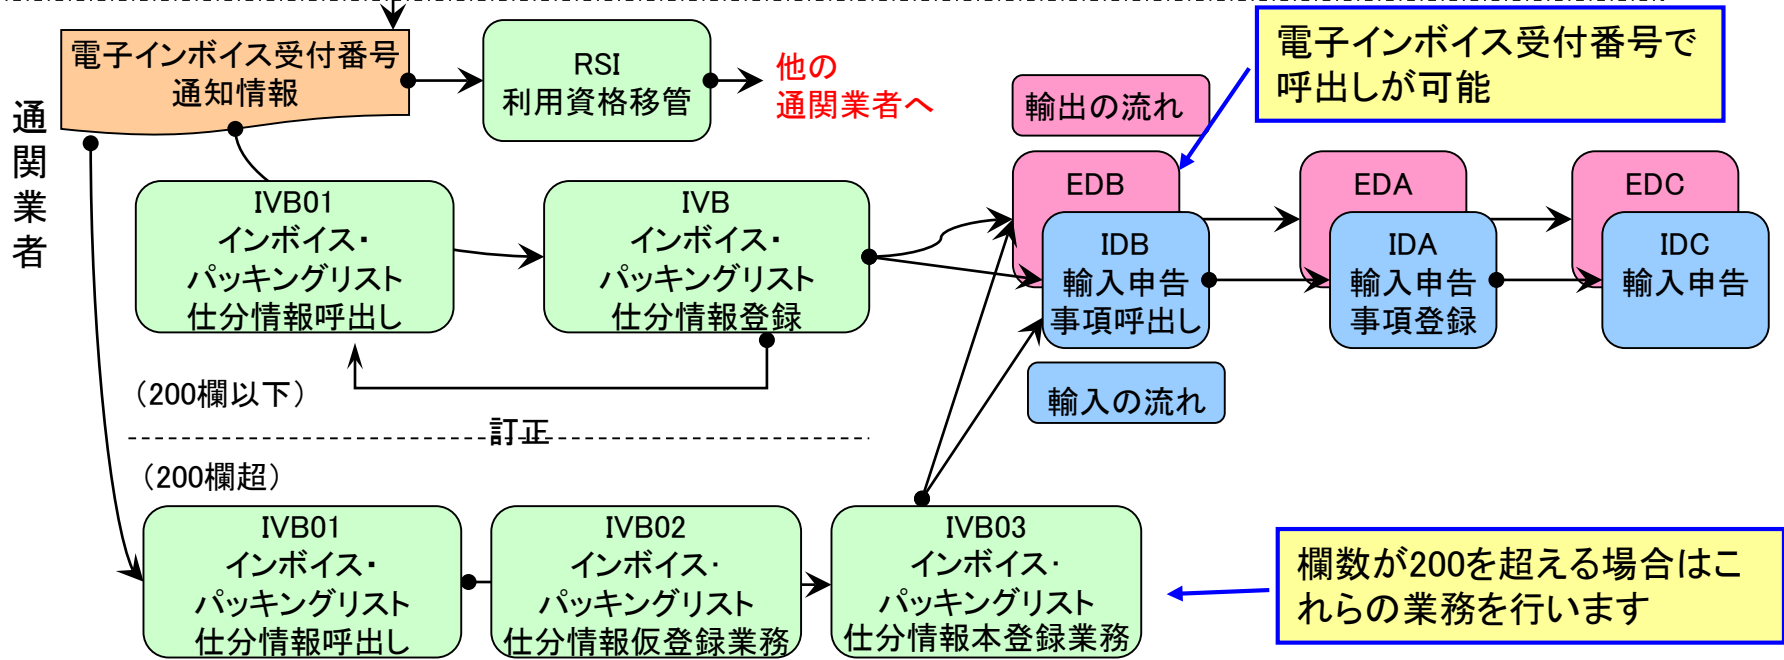 電子インボイス受付番号
通知情報
RSI
利用資格移管
他の
通関業者へ
電子インボイス受付番号で
呼出しが可能
通関業者
輸出の流れ
IVB01
インボイス・
パッキングリスト
仕分情報呼出し
IVB
インボイス・
パッキングリスト
仕分情報登録
EDB
EDA
EDC
IDB
輸入申告
事項呼出し
IDA
輸入申告
事項登録
IDC
輸入申告
輸入の流れ
(200欄以下)
訂正
(200欄超)
IVB01
インボイス・
パッキングリスト
仕分情報呼出し
IVB02
インボイス・
パッキングリスト
仕分情報仮登録業務
IVB03
インボイス・
パッキングリスト
仕分情報本登録業務
欄数が200を超える場合はこ
れらの業務を行います